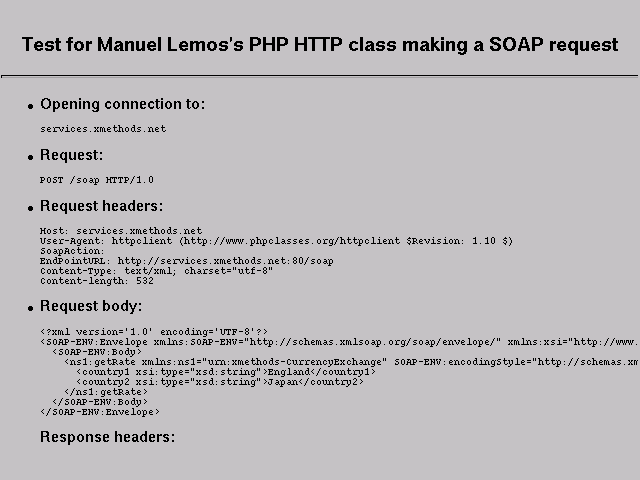 Test for Manuel Lemos's PHP HTTP class making a SOAP request
• Opening connection to:
services.xmethods.net
• Request:
POST /soap HTTP/1.0
• Request headers:
Host: services.xmethods.net
User-Agent: httpclient (http://www.phpclasses.org/httpclient $Revision: 1.10 $)
SoapAction:
EndPointURL: http://services.xmethods.net:80/soap
Content-Type: text/xml; charset="utf-8"
Content-length: 532
• Request body:
<?xml version='1.0' encoding='UTF-8'?>
<SOAP-ENV:Envelope xmlns:SOAP-ENV="http://schemas.xmlsoap.org/soap/envelope/" xmlns:xsi="http://www.
<SOAP-ENV:Body>
<ns1:getRate xmlns:ns1="urn:xmethods-CurrencyExchange" SOAP-ENV:encodingStyle="http://schemas.xm
<country1 xsi:type="xsd:string">England</country1>
<country2 xsi:type="xsd:string">Japan</country2>
</ns1:getRate>
</SOAP-ENV:Body>
</SOAP-ENV:Envelope>
Response headers: